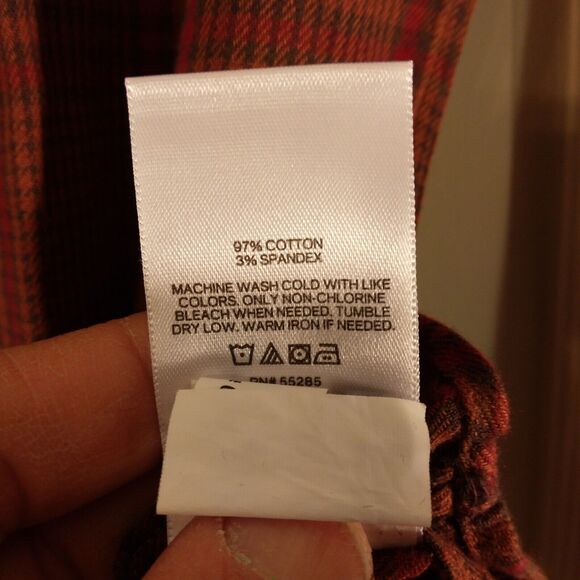 97% COTTON
3% SPANDEX
MACHINE WASH COLD WITH LIKE
COLORS. ONLY NON-CHLORINE
BLEACH WHEN NEEDED. TUMBLE
DRY LOW. WARM IRON IF NEEDED.
RN# 55285